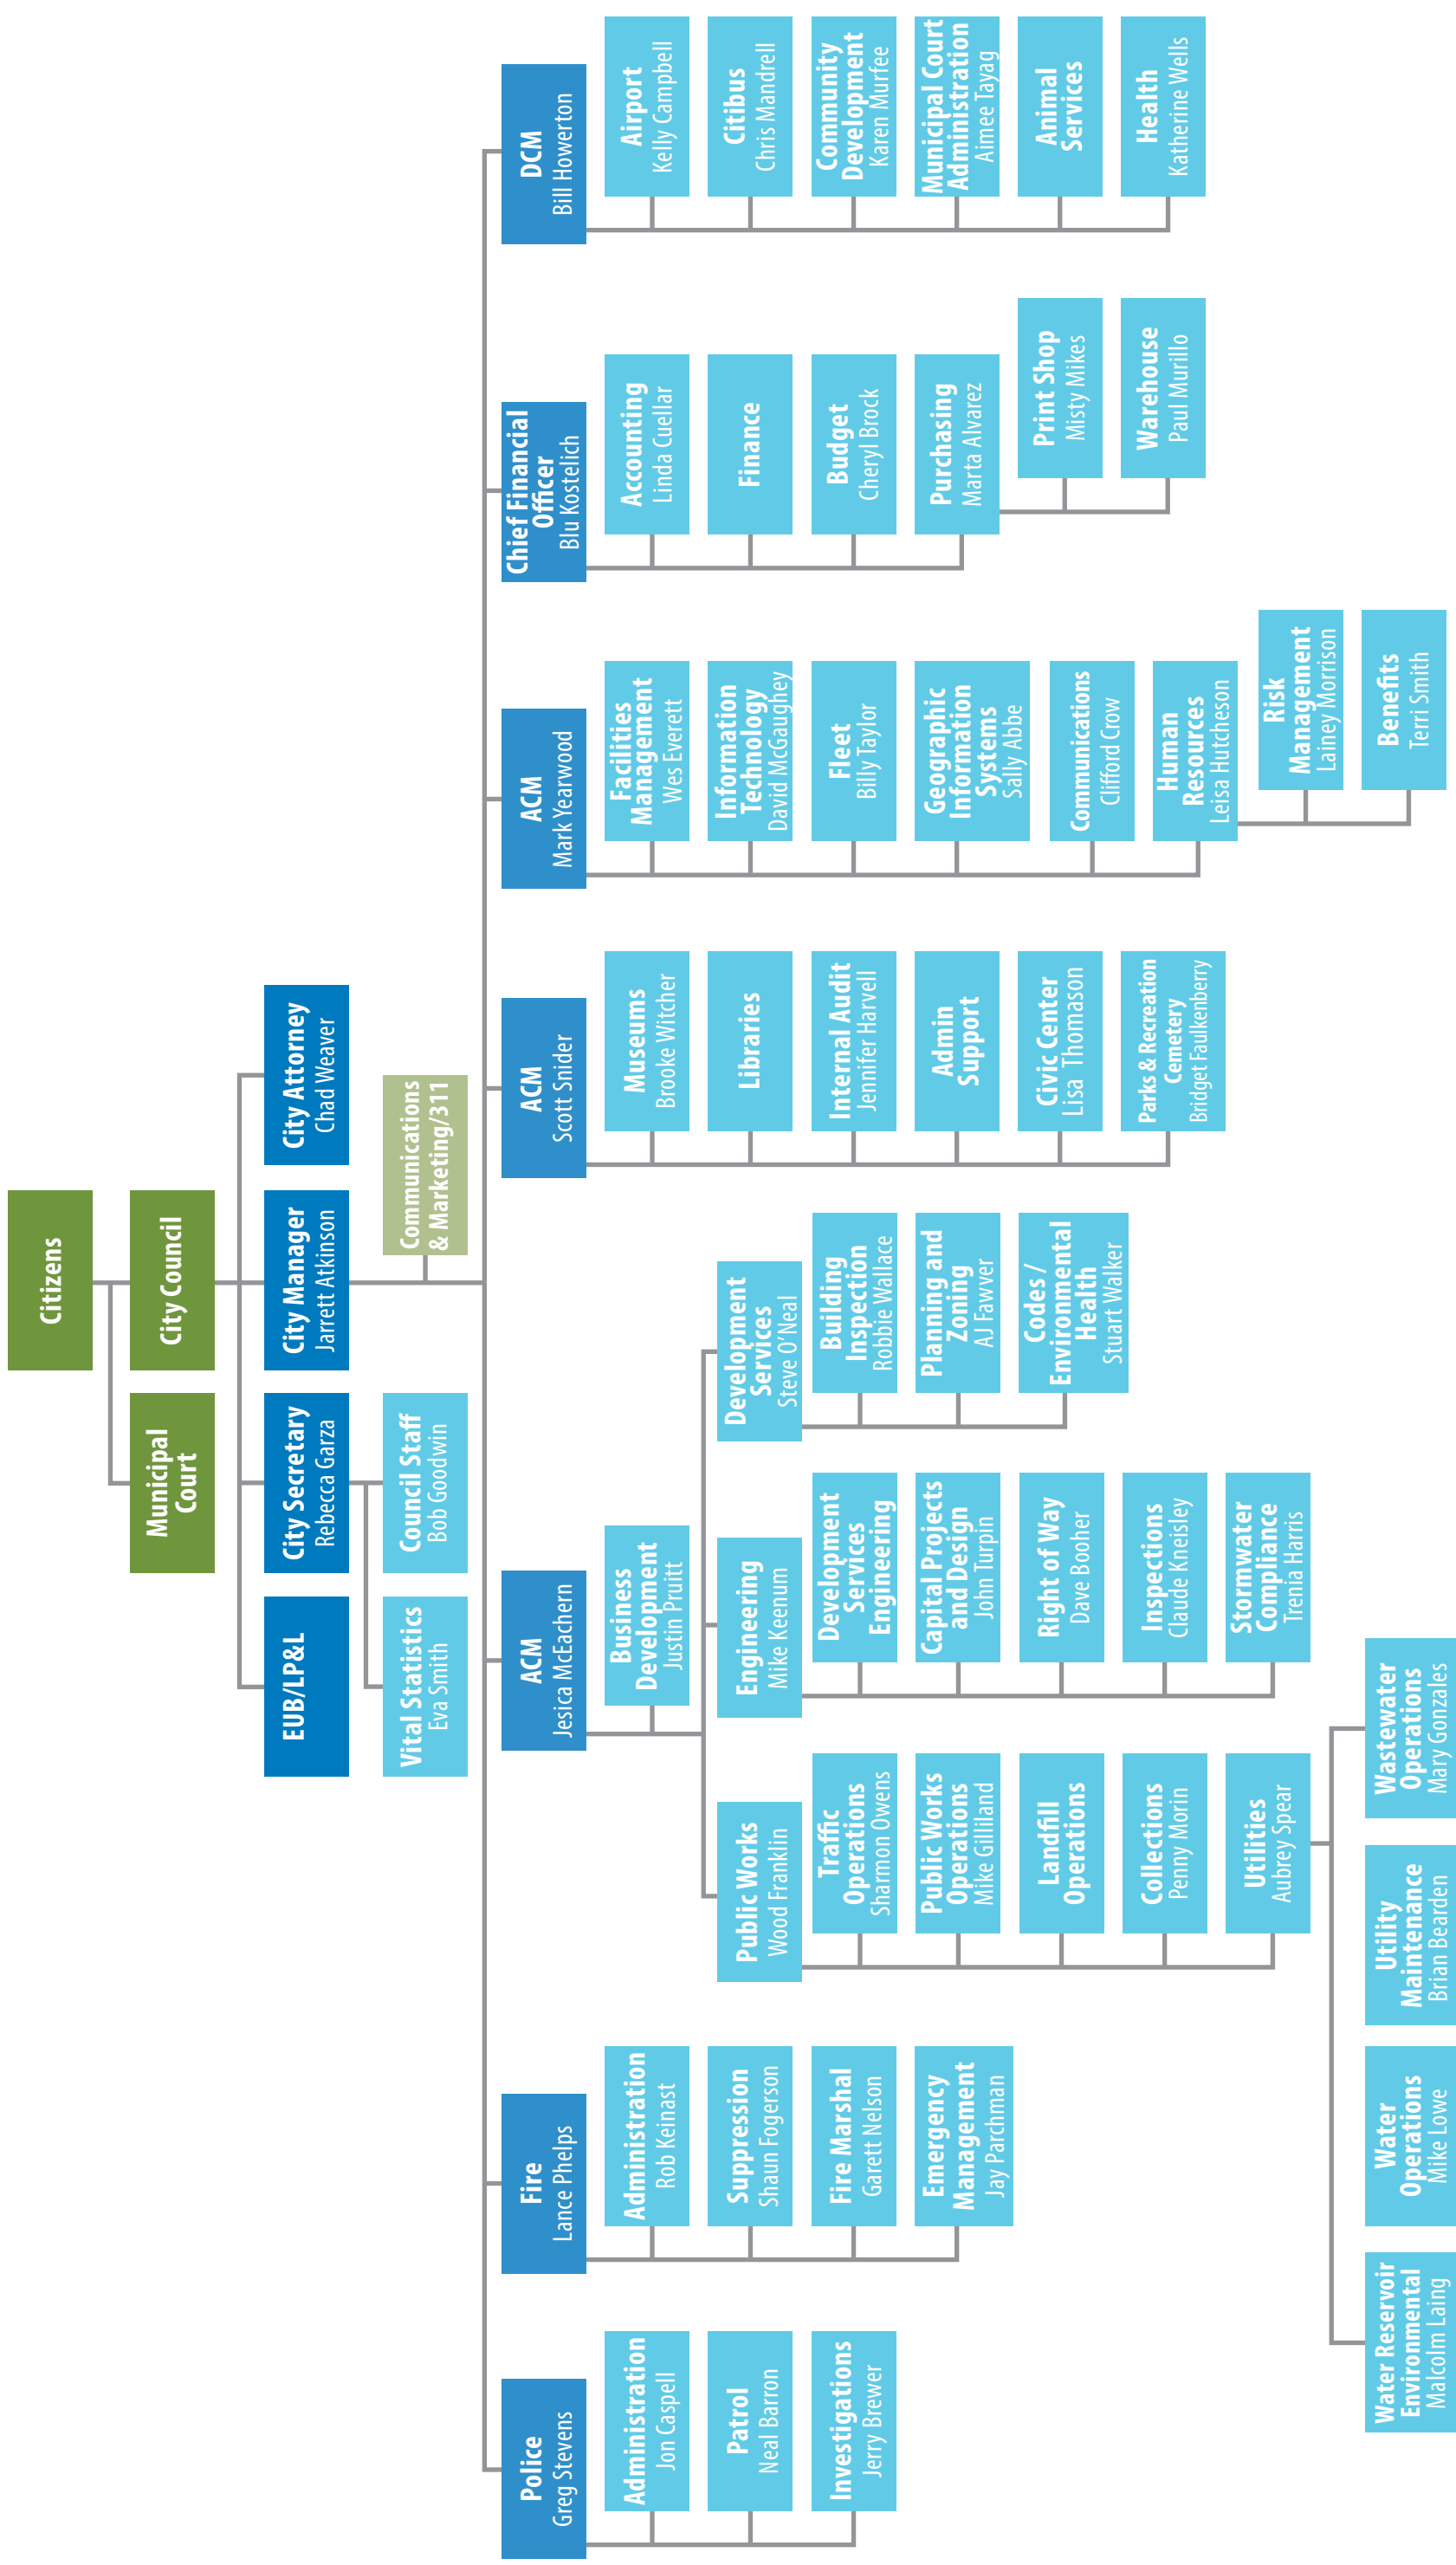 Citizens
Municipal
Court
City Council
EUB/LP&L
City Secretary
Rebecca Garza
City Manager
Jarrett Atkinson
City Attorney
Chad Weaver
Vital Statistics
Eva Smith
Council Staff
Bob Goodwin
Communications
& Marketing/311
Police
Greg Stevens
Administration
Jon Caspell
Patrol
Neal Barron
Investigations
Jerry Brewer
Fire
Lance Phelps
Administration
Rob Keinast
Suppression
Shaun Fogerson
Fire Marshal
Garett Nelson
Emergency
Management
Jay Parchman
ACM
Jesica McEachern
Business
Development
Justin Pruitt
Public Works
Wood Franklin
Traffic
Operations
Sharmon Owens
Public Works
Operations
Mike Gilliland
Landfill
Operations
Collections
Penny Morin
Utilities
Aubrey Spear
Water Reservoir
Environmental
Malcolm Laing
Water
Operations
Mike Lowe
Utility
Maintenance
Brian Bearden
Wastewater
Operations
Mary Gonzales
Engineering
Mike Keenum
Development
Services
Engineering
Capital Projects
and Design
John Turpin
Right of Way
Dave Booher
Inspections
Claude Kneisley
Stormwater
Compliance
Trenia Harris
Development
Services
Steve O'Neal
Building
Inspection
Robbie Wallace
Planning and
Zoning
AJ Fawver
Codes /
Environmental
Health
Stuart Walker
ACM
Scott Snider
Museums
Brooke Witcher
Libraries
Internal Audit
Jennifer Harvell
Admin
Support
Civic Center
Lisa Thomason
Parks & Recreation
Cemetery
Bridget Faulkenberry
ACM
Mark Yearwood
Facilities
Management
Wes Everett
Information
Technology
David McGaughey
Fleet
Billy Taylor
Geographic
Information
Systems
Sally Abbe
Communications
Clifford Crow
Human
Resources
Leisa Hutcheson
Risk
Management
Lainey Morrison
Benefits
Terri Smith
Chief Financial
Officer
Blu Kostelich
Accounting
Linda Cuellar
Finance
Budget
Cheryl Brock
Purchasing
Marta Alvarez
Print Shop
Misty Mikes
Warehouse
Paul Murillo
DCM
Bill Howerton
Airport
Kelly Campbell
Citibus
Chris Mandrell
Community
Development
Karen Murfee
Municipal Court
Administration
Aimee Tayag
Animal
Services
Health
Katherine Wells